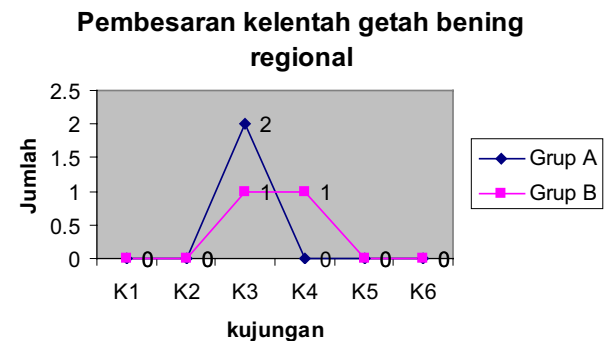 Pembesaran kelentah getah bening
regional
2.5
2
1.5
1
0.5
0
Jumlah
2
1 1
0 0 0 0 0
K1 K2 K3 K4 K5 K6
kujungan
Grup A
Grup B